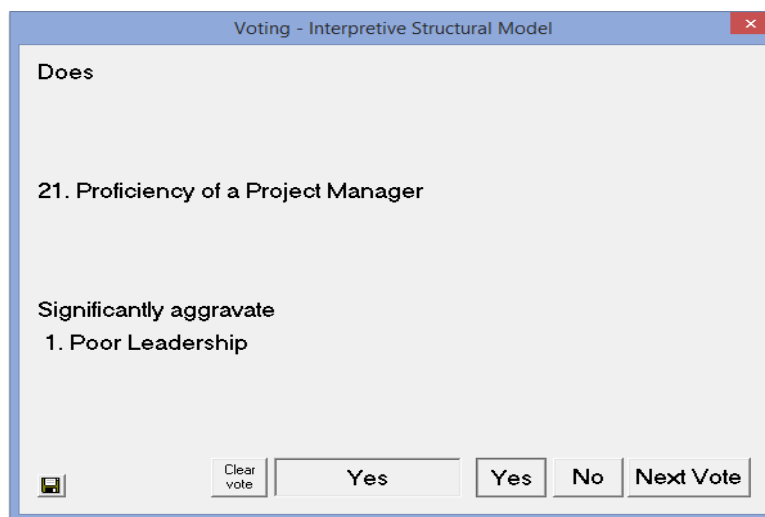 Voting - Interpretive Structural Model
Does
21. Proficiency of a Project Manager
Significantly aggravate
1. Poor Leadership
Clear
vote
Yes
Yes
No
Next Vote